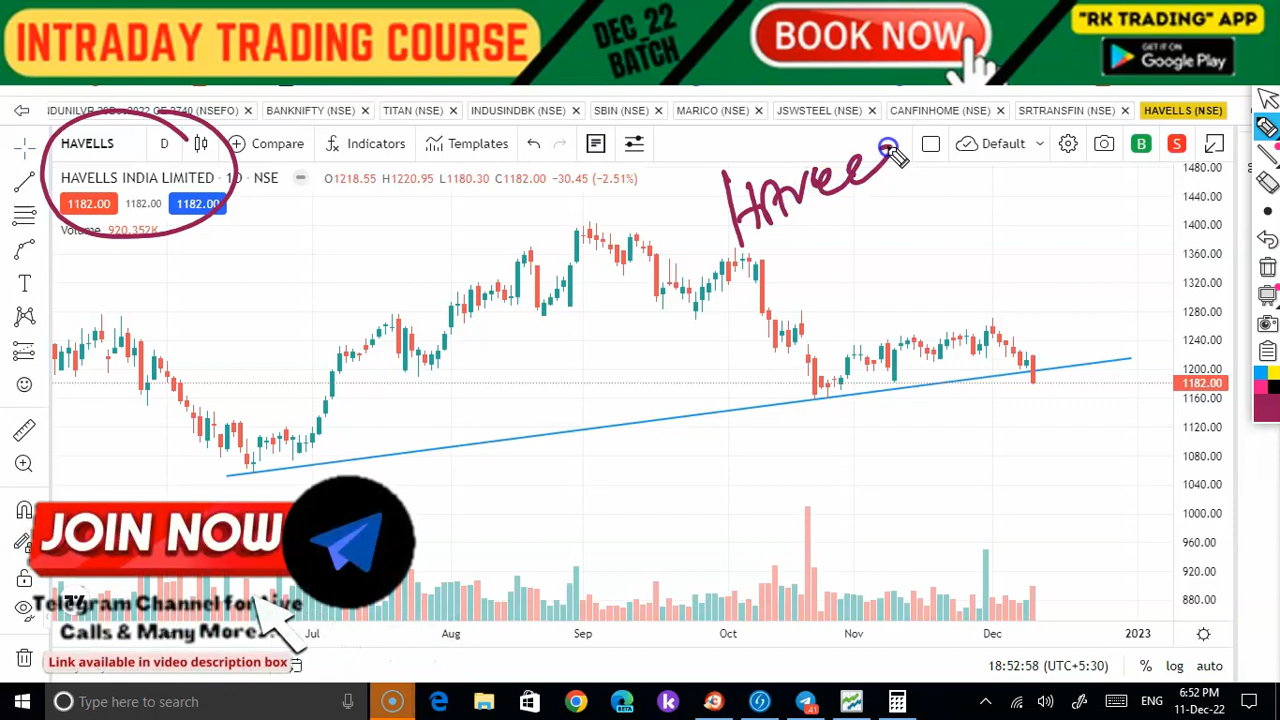 INTRADAY TRADING COURSE
DEC 22
BATCH
BOOK NOW
"RK TRADING" APP
GET IT ON
Google Play
BANKNIFTY (NSE)
TITAN (NSE)
INDUSINDBK (NSE)
SBIN (NSE)
MARICO (NSE)
JSWSTEEL (NSE)
CANFINHOME (NSE)
SRTRANSFIN (NSE)
HAVELLS (NSE)
HAVELLS
D
Compare
Indicators
Templates
Default
B
S
HAVELLS INDIA LIMITED · 1D · NSE
O1218.55 H1220.95 L1180.30 C1182.00 −30.45 (−2.51%)
1182.00
1182.00
1182.00
Volume 920.352K
1480.00
1440.00
1400.00
1360.00
1320.00
1280.00
1240.00
1200.00
1182.00
1160.00
1120.00
1080.00
1040.00
1000.00
960.00
920.00
880.00
JOIN NOW
Telegram Channel for Live
Calls & Many More..
Link available in video description box
Jul
Aug
Sep
Oct
Nov
Dec
2023
18:52:58 (UTC+5:30)
%
log
auto
Type here to search
BETA
41
ENG
6:52 PM
11-Dec-22